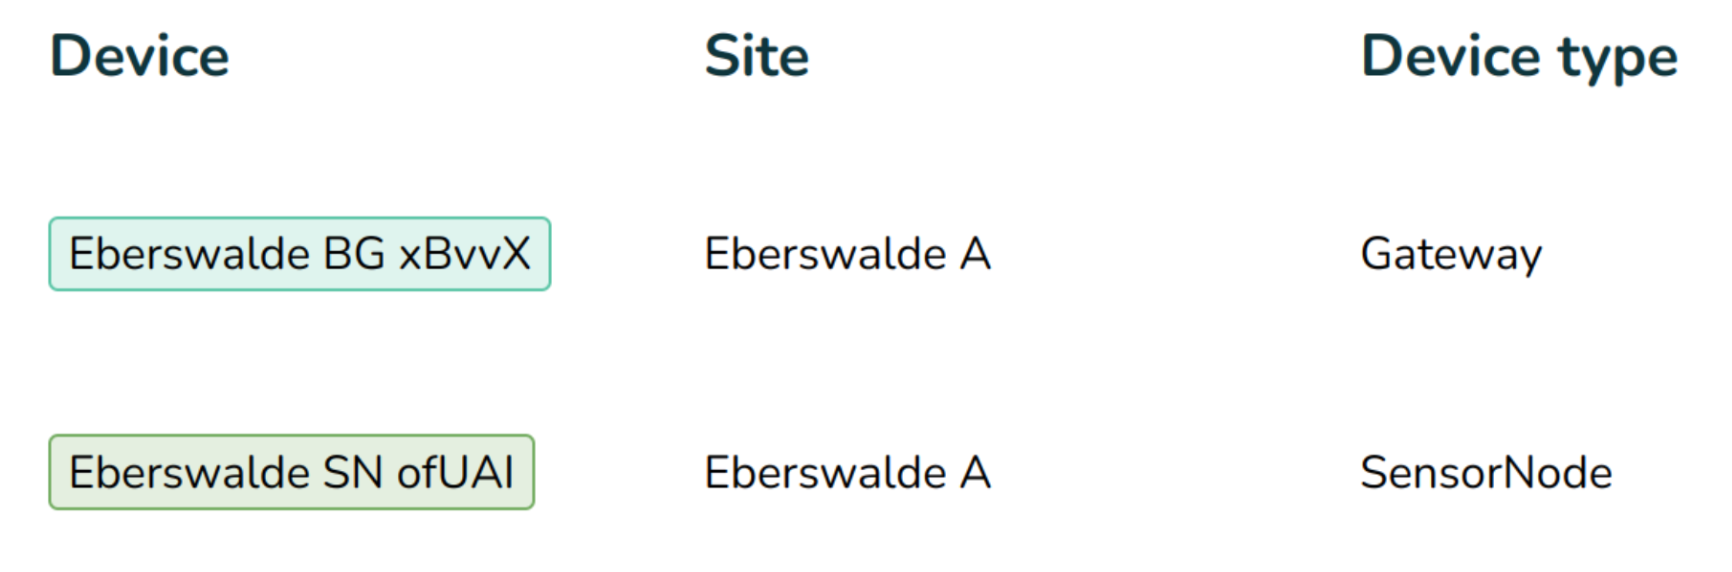 Device Site Device type
Eberswalde BG xBvvX Eberswalde A Gateway
Eberswalde SN ofUAI Eberswalde A SensorNode